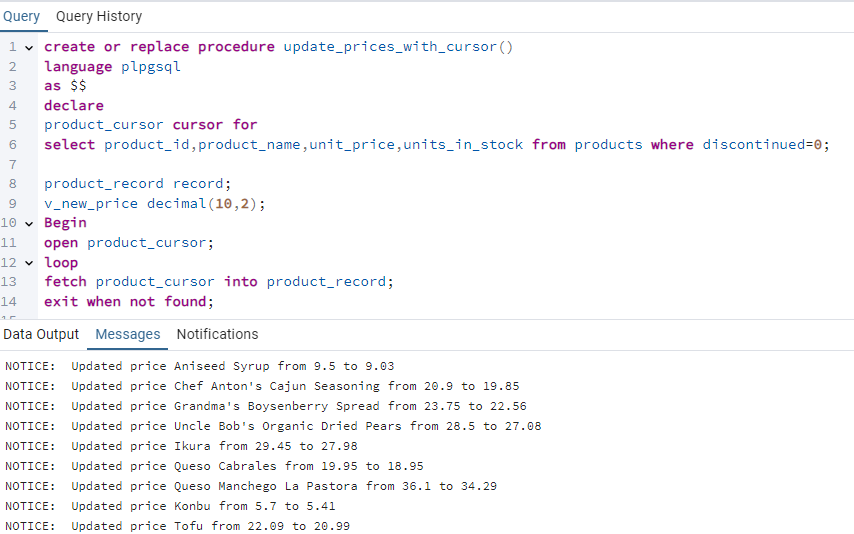 Query Query History
1 create or replace procedure update_prices_with_cursor()
2 language plpgsql
3 as $$
4 declare
5 product_cursor cursor for
6 select product_id,product_name,unit_price,units_in_stock from products where discontinued=0;
7
8 product_record record;
9 v_new_price decimal(10,2);
10 Begin
11 open product_cursor;
12 loop
13 fetch product_cursor into product_record;
14 exit when not found;
Data Output Messages Notifications
NOTICE: Updated price Aniseed Syrup from 9.5 to 9.03
NOTICE: Updated price Chef Anton's Cajun Seasoning from 20.9 to 19.85
NOTICE: Updated price Grandma's Boysenberry Spread from 23.75 to 22.56
NOTICE: Updated price Uncle Bob's Organic Dried Pears from 28.5 to 27.08
NOTICE: Updated price Ikura from 29.45 to 27.98
NOTICE: Updated price Queso Cabrales from 19.95 to 18.95
NOTICE: Updated price Queso Manchego La Pastora from 36.1 to 34.29
NOTICE: Updated price Konbu from 5.7 to 5.41
NOTICE: Updated price Tofu from 22.09 to 20.99